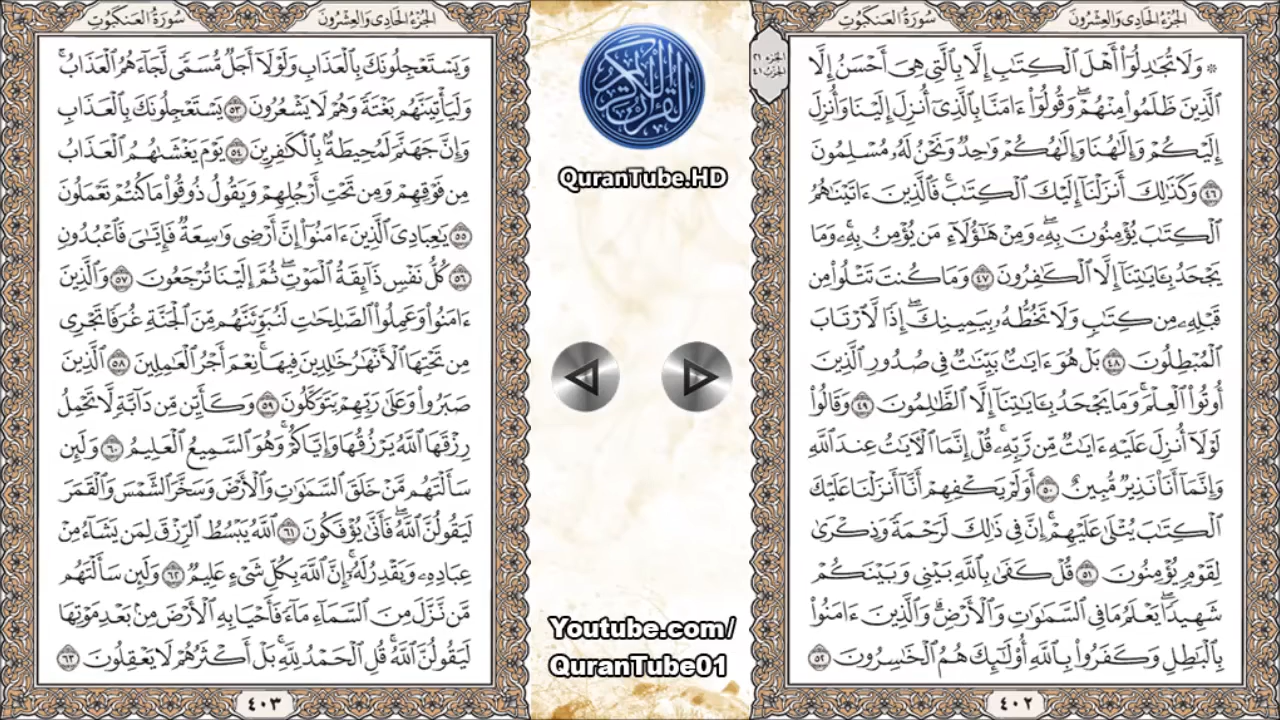 الجزء الحادي والعشرون
سورة العنكبوت
الجزء ٢١
الحزب ٤١
۞ وَلَا تُجَٰدِلُوٓا۟ أَهْلَ ٱلْكِتَٰبِ إِلَّا بِٱلَّتِى هِىَ أَحْسَنُ إِلَّا
ٱلَّذِينَ ظَلَمُوا۟ مِنْهُمْ ۖ وَقُولُوٓا۟ ءَامَنَّا بِٱلَّذِىٓ أُنزِلَ إِلَيْنَا وَأُنزِلَ
إِلَيْكُمْ وَإِلَٰهُنَا وَإِلَٰهُكُمْ وَٰحِدٌ وَنَحْنُ لَهُۥ مُسْلِمُونَ
٤٦ وَكَذَٰلِكَ أَنزَلْنَآ إِلَيْكَ ٱلْكِتَٰبَ ۚ فَٱلَّذِينَ ءَاتَيْنَٰهُمُ
ٱلْكِتَٰبَ يُؤْمِنُونَ بِهِۦ ۖ وَمِنْ هَٰٓؤُلَآءِ مَن يُؤْمِنُ بِهِۦ ۚ وَمَا
يَجْحَدُ بِـَٔايَٰتِنَآ إِلَّا ٱلْكَٰفِرُونَ ٤٧ وَمَا كُنتَ تَتْلُوا۟ مِن
قَبْلِهِۦ مِن كِتَٰبٍ وَلَا تَخُطُّهُۥ بِيَمِينِكَ ۖ إِذًا لَّٱرْتَابَ
ٱلْمُبْطِلُونَ ٤٨ بَلْ هُوَ ءَايَٰتٌۢ بَيِّنَٰتٌ فِى صُدُورِ ٱلَّذِينَ
أُوتُوا۟ ٱلْعِلْمَ ۚ وَمَا يَجْحَدُ بِـَٔايَٰتِنَآ إِلَّا ٱلظَّٰلِمُونَ ٤٩ وَقَالُوا۟
لَوْلَآ أُنزِلَ عَلَيْهِ ءَايَٰتٌ مِّن رَّبِّهِۦ ۖ قُلْ إِنَّمَا ٱلْـَٔايَٰتُ عِندَ ٱللَّهِ
وَإِنَّمَآ أَنَا۠ نَذِيرٌ مُّبِينٌ ٥٠ أَوَلَمْ يَكْفِهِمْ أَنَّآ أَنزَلْنَا عَلَيْكَ
ٱلْكِتَٰبَ يُتْلَىٰ عَلَيْهِمْ ۚ إِنَّ فِى ذَٰلِكَ لَرَحْمَةً وَذِكْرَىٰ
لِقَوْمٍ يُؤْمِنُونَ ٥١ قُلْ كَفَىٰ بِٱللَّهِ بَيْنِى وَبَيْنَكُمْ
شَهِيدًا ۖ يَعْلَمُ مَا فِى ٱلسَّمَٰوَٰتِ وَٱلْأَرْضِ ۗ وَٱلَّذِينَ ءَامَنُوا۟
بِٱلْبَٰطِلِ وَكَفَرُوا۟ بِٱللَّهِ أُو۟لَٰٓئِكَ هُمُ ٱلْخَٰسِرُونَ ٥٢
٤٠٢
القرآن الكريم
QuranTube.HD
Youtube.com/
QuranTube01
الجزء الحادي والعشرون
سورة العنكبوت
وَيَسْتَعْجِلُونَكَ بِٱلْعَذَابِ ۚ وَلَوْلَآ أَجَلٌ مُّسَمًّى لَّجَآءَهُمُ ٱلْعَذَابُ ۚ
وَلَيَأْتِيَنَّهُم بَغْتَةً وَهُمْ لَا يَشْعُرُونَ ٥٣ يَسْتَعْجِلُونَكَ بِٱلْعَذَابِ
وَإِنَّ جَهَنَّمَ لَمُحِيطَةٌۢ بِٱلْكَٰفِرِينَ ٥٤ يَوْمَ يَغْشَىٰهُمُ ٱلْعَذَابُ
مِن فَوْقِهِمْ وَمِن تَحْتِ أَرْجُلِهِمْ وَيَقُولُ ذُوقُوا۟ مَا كُنتُمْ تَعْمَلُونَ
٥٥ يَٰعِبَادِىَ ٱلَّذِينَ ءَامَنُوٓا۟ إِنَّ أَرْضِى وَٰسِعَةٌ فَإِيَّٰىَ فَٱعْبُدُونِ
٥٦ كُلُّ نَفْسٍ ذَآئِقَةُ ٱلْمَوْتِ ۖ ثُمَّ إِلَيْنَا تُرْجَعُونَ ٥٧ وَٱلَّذِينَ
ءَامَنُوا۟ وَعَمِلُوا۟ ٱلصَّٰلِحَٰتِ لَنُبَوِّئَنَّهُم مِّنَ ٱلْجَنَّةِ غُرَفًا تَجْرِى
مِن تَحْتِهَا ٱلْأَنْهَٰرُ خَٰلِدِينَ فِيهَا ۚ نِعْمَ أَجْرُ ٱلْعَٰمِلِينَ ٥٨ ٱلَّذِينَ
صَبَرُوا۟ وَعَلَىٰ رَبِّهِمْ يَتَوَكَّلُونَ ٥٩ وَكَأَيِّن مِّن دَآبَّةٍ لَّا تَحْمِلُ
رِزْقَهَا ٱللَّهُ يَرْزُقُهَا وَإِيَّاكُمْ ۚ وَهُوَ ٱلسَّمِيعُ ٱلْعَلِيمُ ٦٠ وَلَئِن
سَأَلْتَهُم مَّنْ خَلَقَ ٱلسَّمَٰوَٰتِ وَٱلْأَرْضَ وَسَخَّرَ ٱلشَّمْسَ وَٱلْقَمَرَ
لَيَقُولُنَّ ٱللَّهُ ۖ فَأَنَّىٰ يُؤْفَكُونَ ٦١ ٱللَّهُ يَبْسُطُ ٱلرِّزْقَ لِمَن يَشَآءُ مِنْ
عِبَادِهِۦ وَيَقْدِرُ لَهُۥٓ ۚ إِنَّ ٱللَّهَ بِكُلِّ شَىْءٍ عَلِيمٌ ٦٢ وَلَئِن سَأَلْتَهُم
مَّن نَّزَّلَ مِنَ ٱلسَّمَآءِ مَآءً فَأَحْيَا بِهِ ٱلْأَرْضَ مِنۢ بَعْدِ مَوْتِهَا
لَيَقُولُنَّ ٱللَّهُ ۚ قُلِ ٱلْحَمْدُ لِلَّهِ ۚ بَلْ أَكْثَرُهُمْ لَا يَعْقِلُونَ ٦٣
٤٠٣